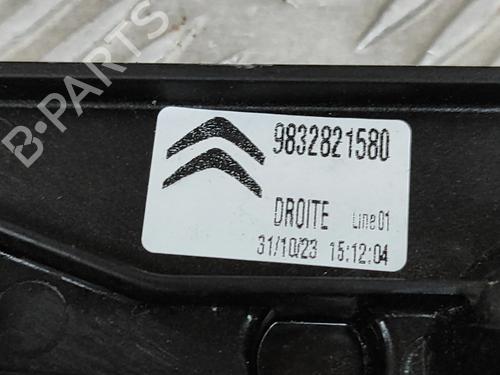 B-PARTS
9832821580
DROITE Line 01
31/10/23 15:12:04